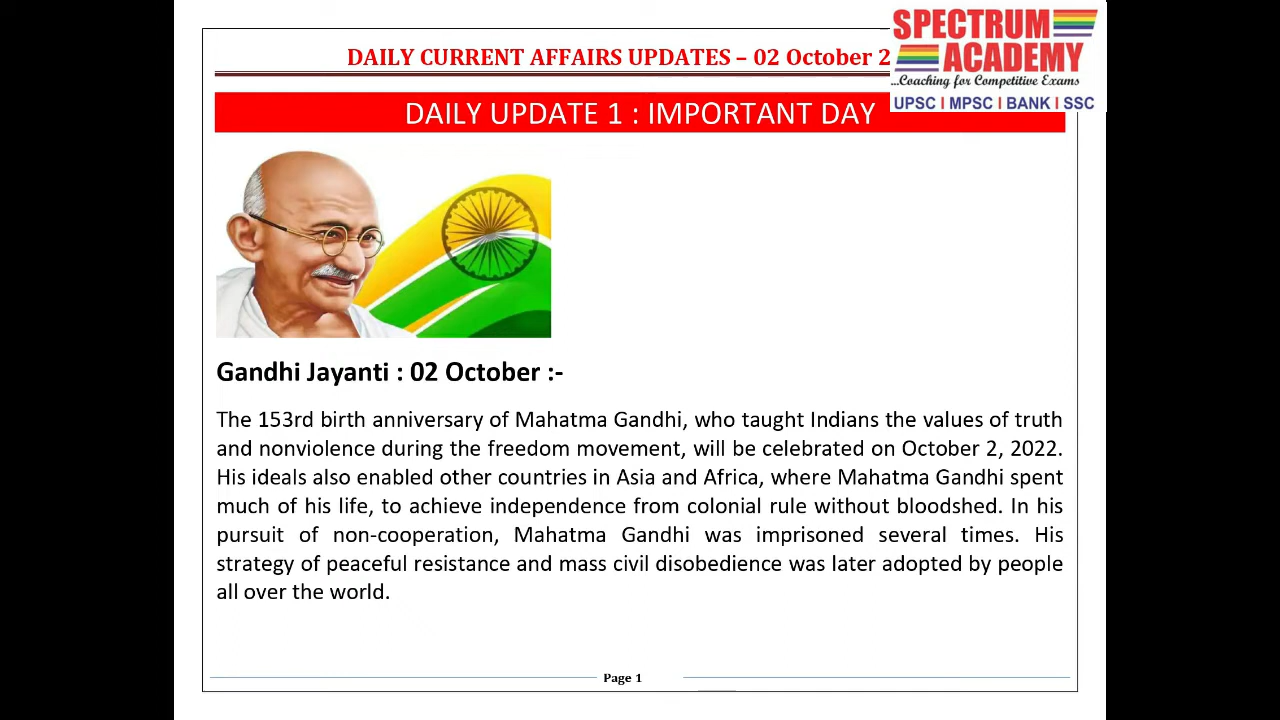 SPECTRUM
ACADEMY
...Coaching for Competitive Exams
UPSC I MPSC I BANK I SSC
DAILY CURRENT AFFAIRS UPDATES – 02 October 2
DAILY UPDATE 1 : IMPORTANT DAY
Gandhi Jayanti : 02 October :-
The 153rd birth anniversary of Mahatma Gandhi, who taught Indians the values of truth
and nonviolence during the freedom movement, will be celebrated on October 2, 2022.
His ideals also enabled other countries in Asia and Africa, where Mahatma Gandhi spent
much of his life, to achieve independence from colonial rule without bloodshed. In his
pursuit of non-cooperation, Mahatma Gandhi was imprisoned several times. His
strategy of peaceful resistance and mass civil disobedience was later adopted by people
all over the world.
Page 1